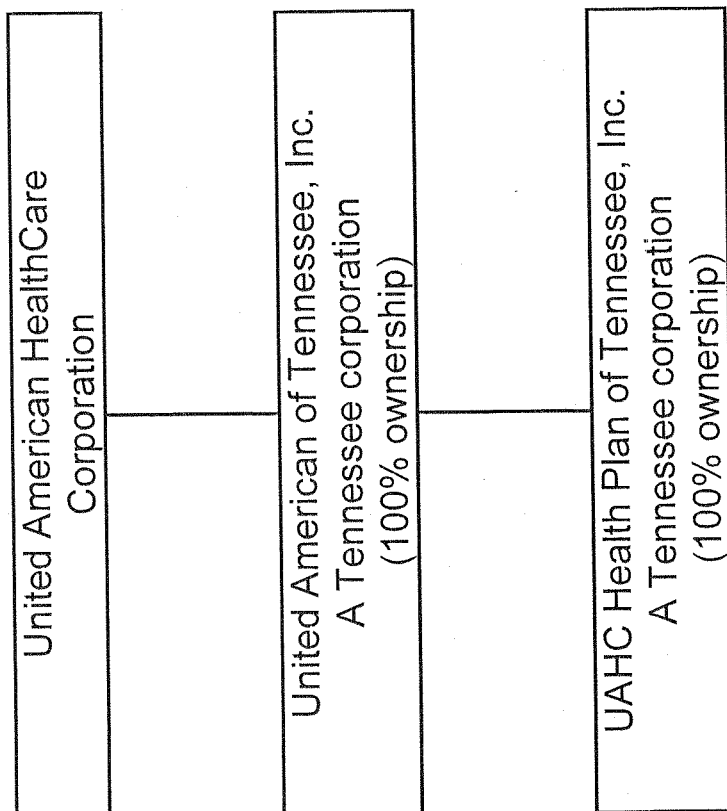 United American HealthCare
Corporation
United American of Tennessee, Inc.
A Tennessee corporation
(100% ownership)
UAHC Health Plan of Tennessee, Inc.
A Tennessee corporation
(100% ownership)